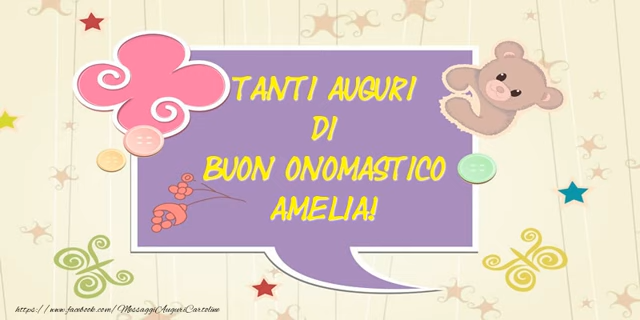 TANTI AUGURI
DI
BUON ONOMASTICO
AMELIA!
https://www.facebook.com/MessaggiAuguriCartoline